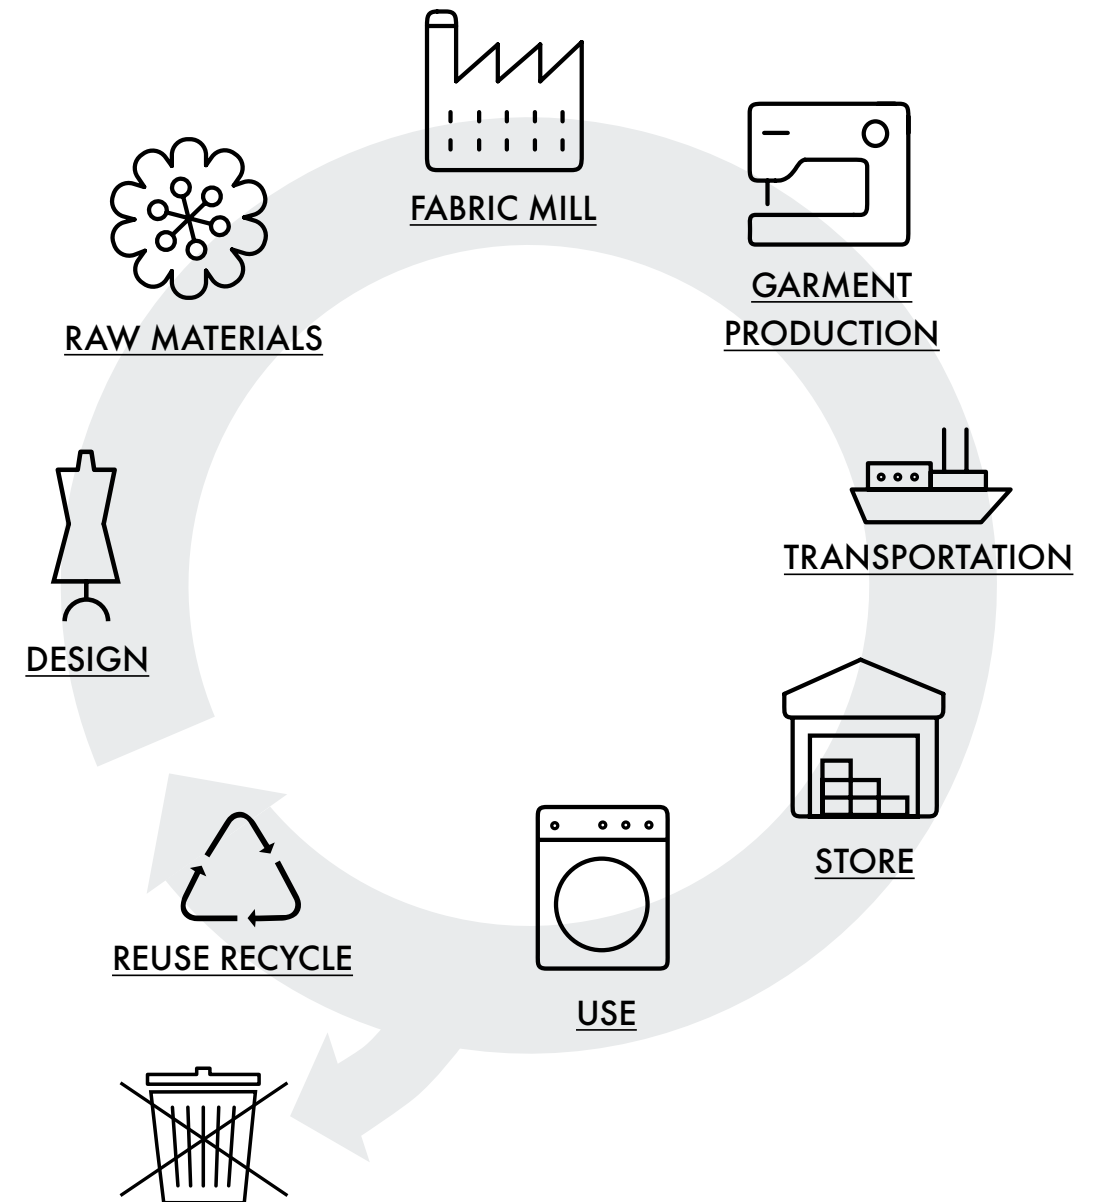 FABRIC MILL
GARMENT
PRODUCTION
RAW MATERIALS
TRANSPORTATION
DESIGN
STORE
REUSE RECYCLE
USE